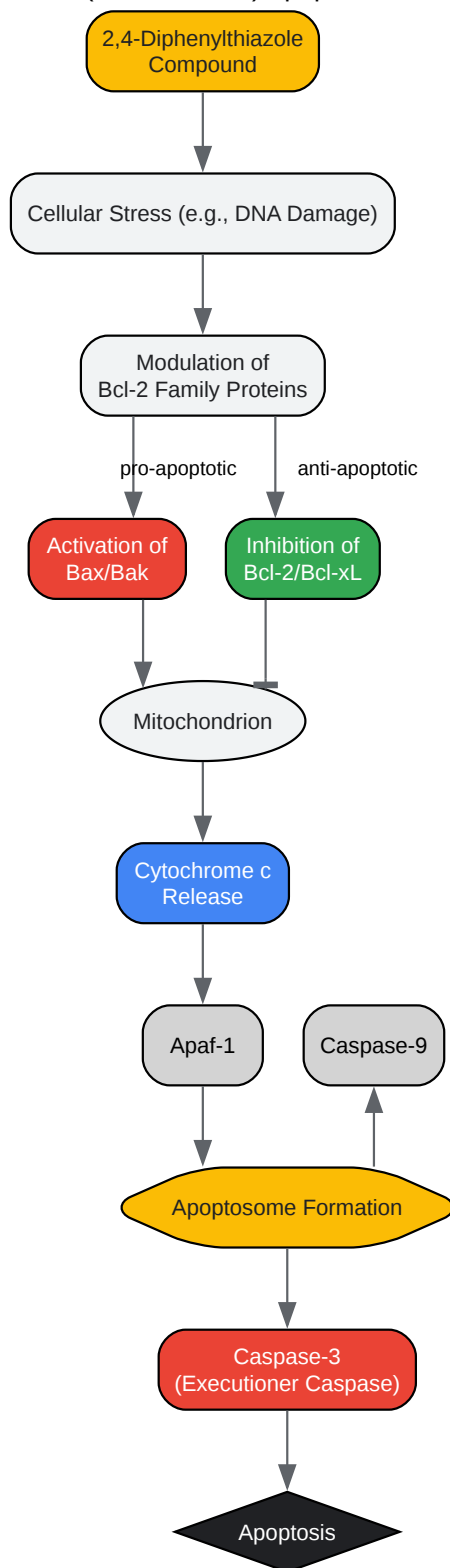 2,4-Diphenylthiazole
Compound
Cellular Stress (e.g., DNA Damage)
Modulation of
Bcl-2 Family Proteins
pro-apoptotic
anti-apoptotic
Activation of
Bax/Bak
Inhibition of
Bcl-2/Bcl-xL
Mitochondrion
Cytochrome c
Release
Apaf-1
Caspase-9
Apoptosome Formation
Caspase-3
(Executioner Caspase)
Apoptosis